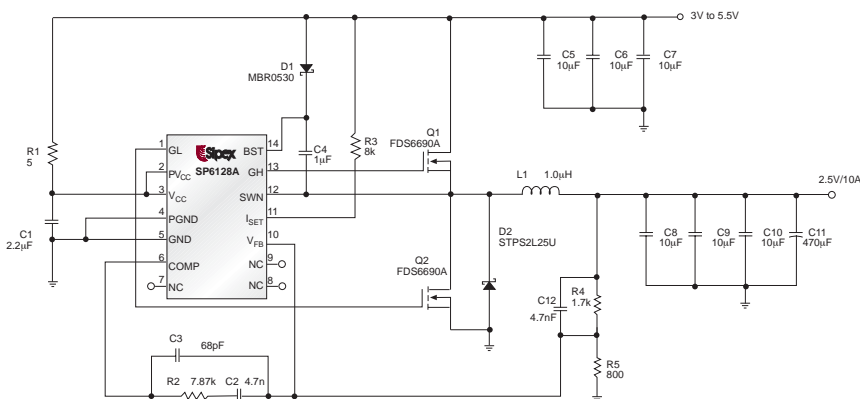 3V to 5.5V
D1
MBR0530
C5
10μF
C6
10μF
C7
10μF
R1
5
C4
1μF
R3
8k
Q1
FDS6690A
Sipex
SP6128A
1
GL
2
PVCC
3
VCC
4
PGND
5
GND
6
COMP
7
NC
14
BST
13
GH
12
SWN
11
ISET
10
VFB
9
NC
8
NC
L1 1.0μH
2.5V/10A
C1
2.2μF
D2
STPS2L25U
C8
10μF
C9
10μF
C10
10μF
C11
470μF
Q2
FDS6690A
C12
4.7nF
R4
1.7k
R5
800
C3
68pF
R2 7.87k C2 4.7n